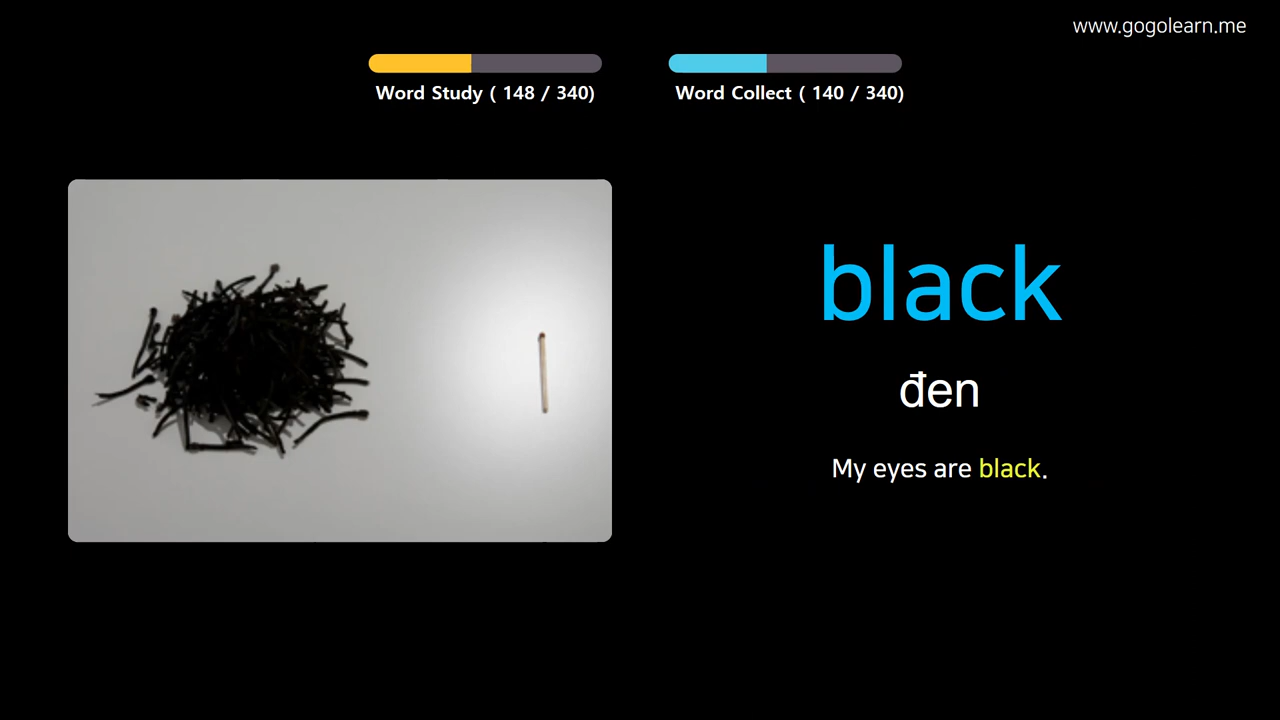 www.gogolearn.me
Word Study ( 148 / 340)
Word Collect ( 140 / 340)
black
đen
My eyes are black.